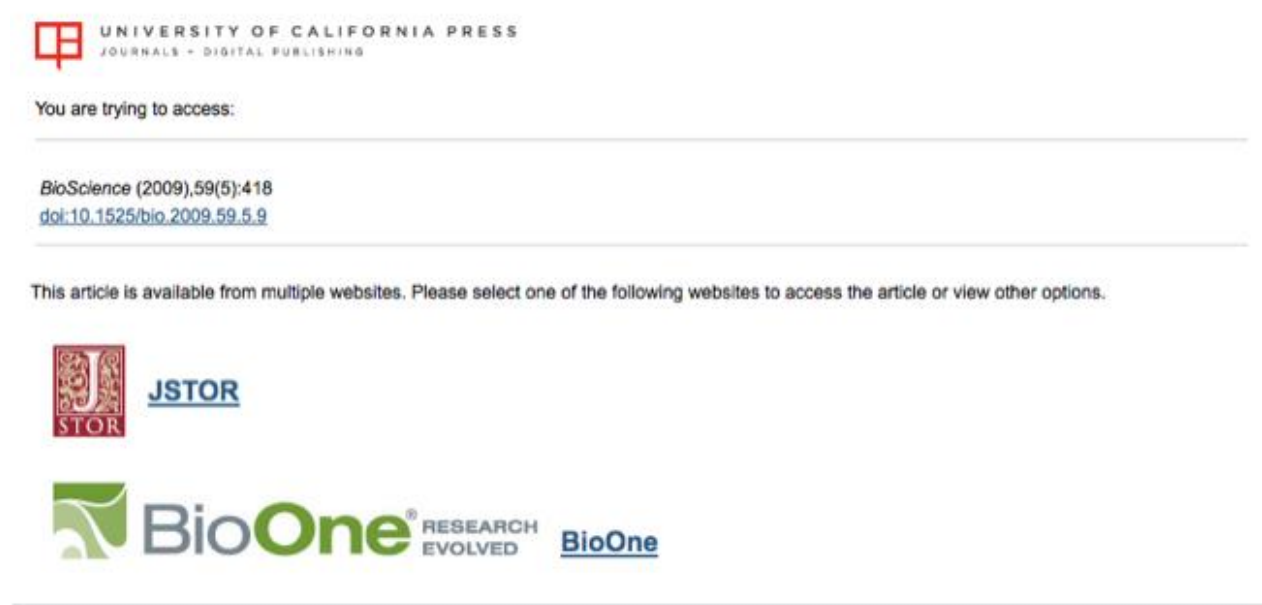 UNIVERSITY OF CALIFORNIA PRESS
JOURNALS + DIGITAL PUBLISHING
You are trying to access:
BioScience (2009),59(5):418
doi:10.1525/bio.2009.59.5.9
This article is available from multiple websites. Please select one of the following websites to access the article or view other options.
J
STOR
JSTOR
BioOne® RESEARCH
EVOLVED
BioOne